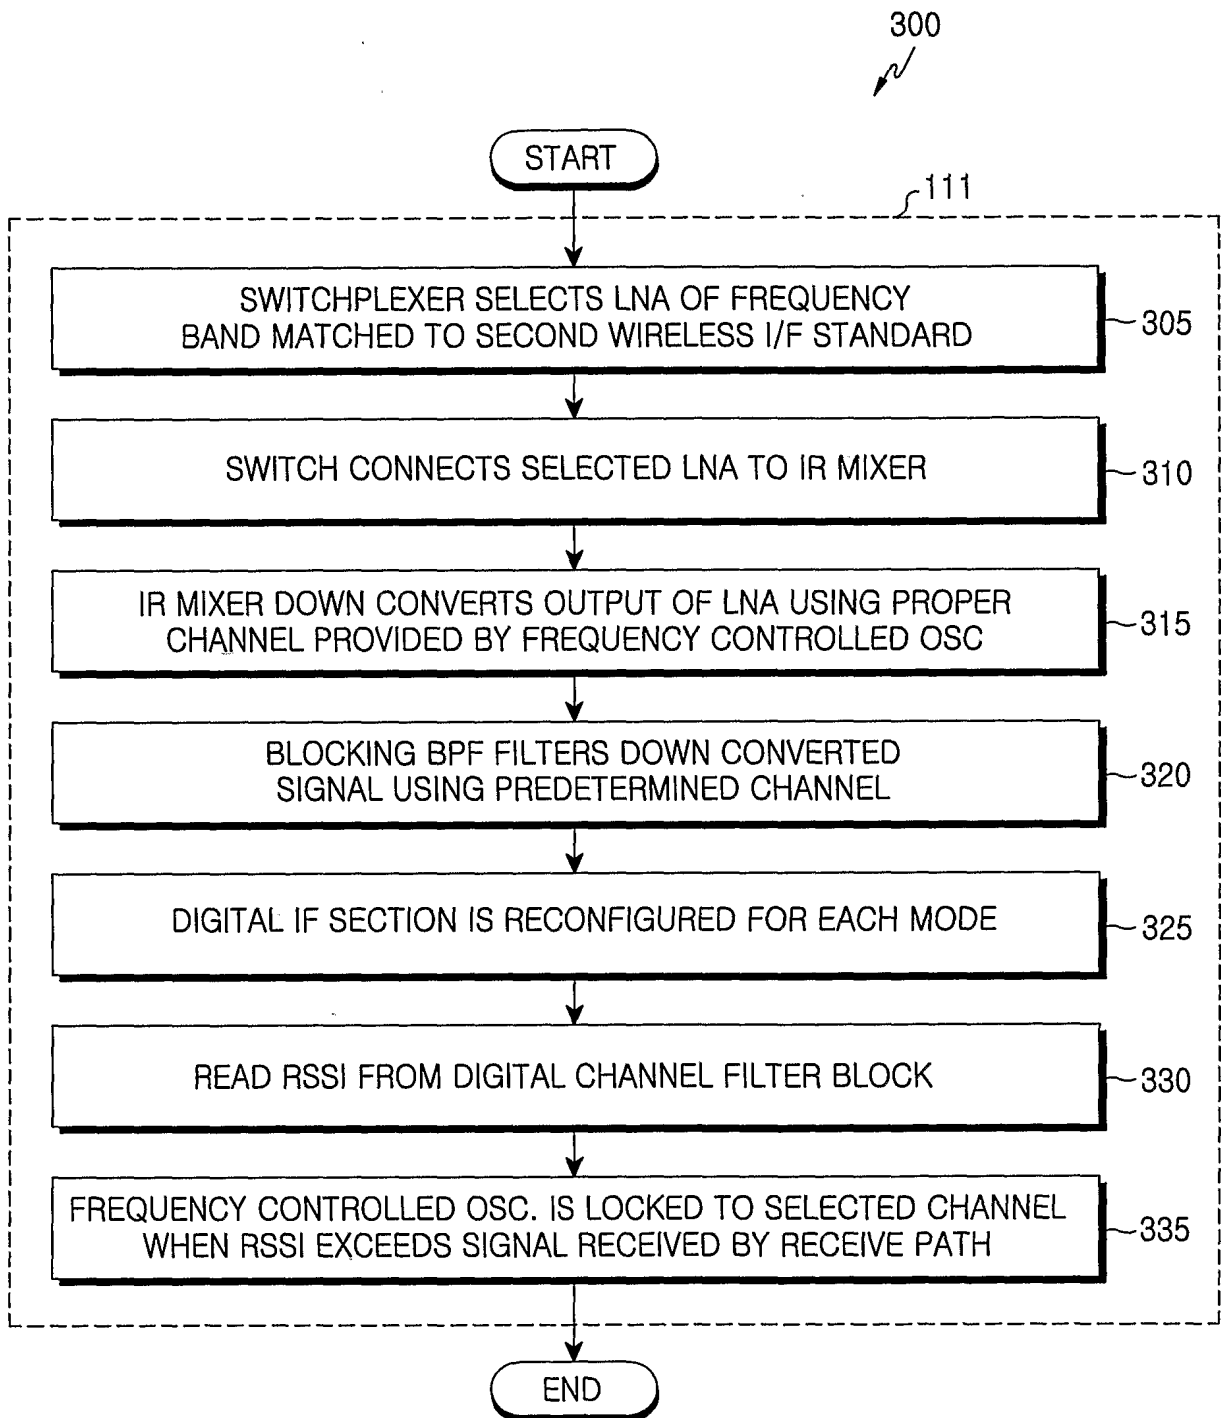 300
START
111
SWITCHPLEXER SELECTS LNA OF FREQUENCY
BAND MATCHED TO SECOND WIRELESS I/F STANDARD
305
SWITCH CONNECTS SELECTED LNA TO IR MIXER
310
IR MIXER DOWN CONVERTS OUTPUT OF LNA USING PROPER
CHANNEL PROVIDED BY FREQUENCY CONTROLLED OSC
315
BLOCKING BPF FILTERS DOWN CONVERTED
SIGNAL USING PREDETERMINED CHANNEL
320
DIGITAL IF SECTION IS RECONFIGURED FOR EACH MODE
325
READ RSSI FROM DIGITAL CHANNEL FILTER BLOCK
330
FREQUENCY CONTROLLED OSC. IS LOCKED TO SELECTED CHANNEL
WHEN RSSI EXCEEDS SIGNAL RECEIVED BY RECEIVE PATH
335
END